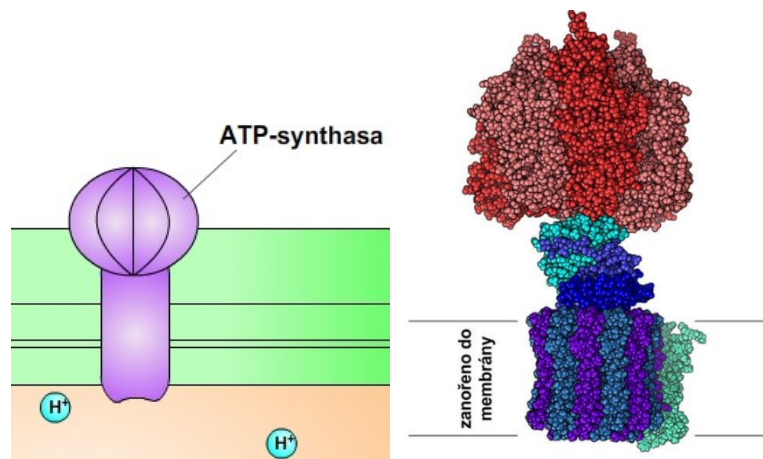 ATP-synthasa
H+
H+
zanořeno do
membrány